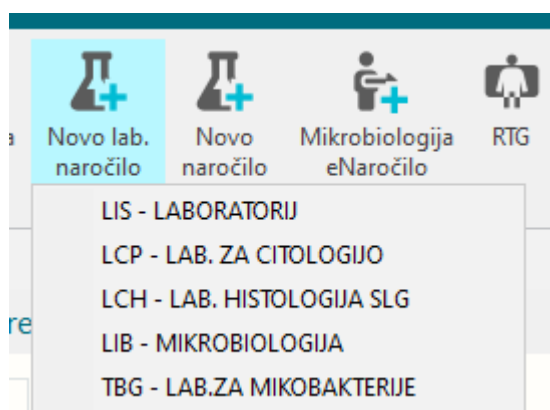 a
Novo lab.
naročilo
Novo
naročilo
Mikrobiologija
eNaročilo
RTG
LIS - LABORATORIJ
LCP - LAB. ZA CITOLOGIJO
LCH - LAB. HISTOLOGIJA SLG
re
LIB - MIKROBIOLOGIJA
TBG - LAB.ZA MIKOBAKTERIJE